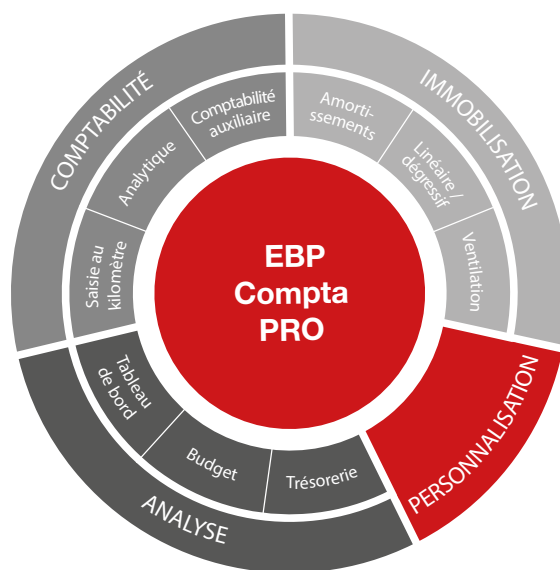 COMPTABILITÉ
Comptabilité
auxiliaire
Analytique
Saisie au
kilomètre
IMMOBILISATION
Amorti-
ssements
Linéaire /
dégressif
Ventilation
EBP
Compta
PRO
PERSONNALISATION
ANALYSE
Tableau
de bord
Budget
Trésorerie